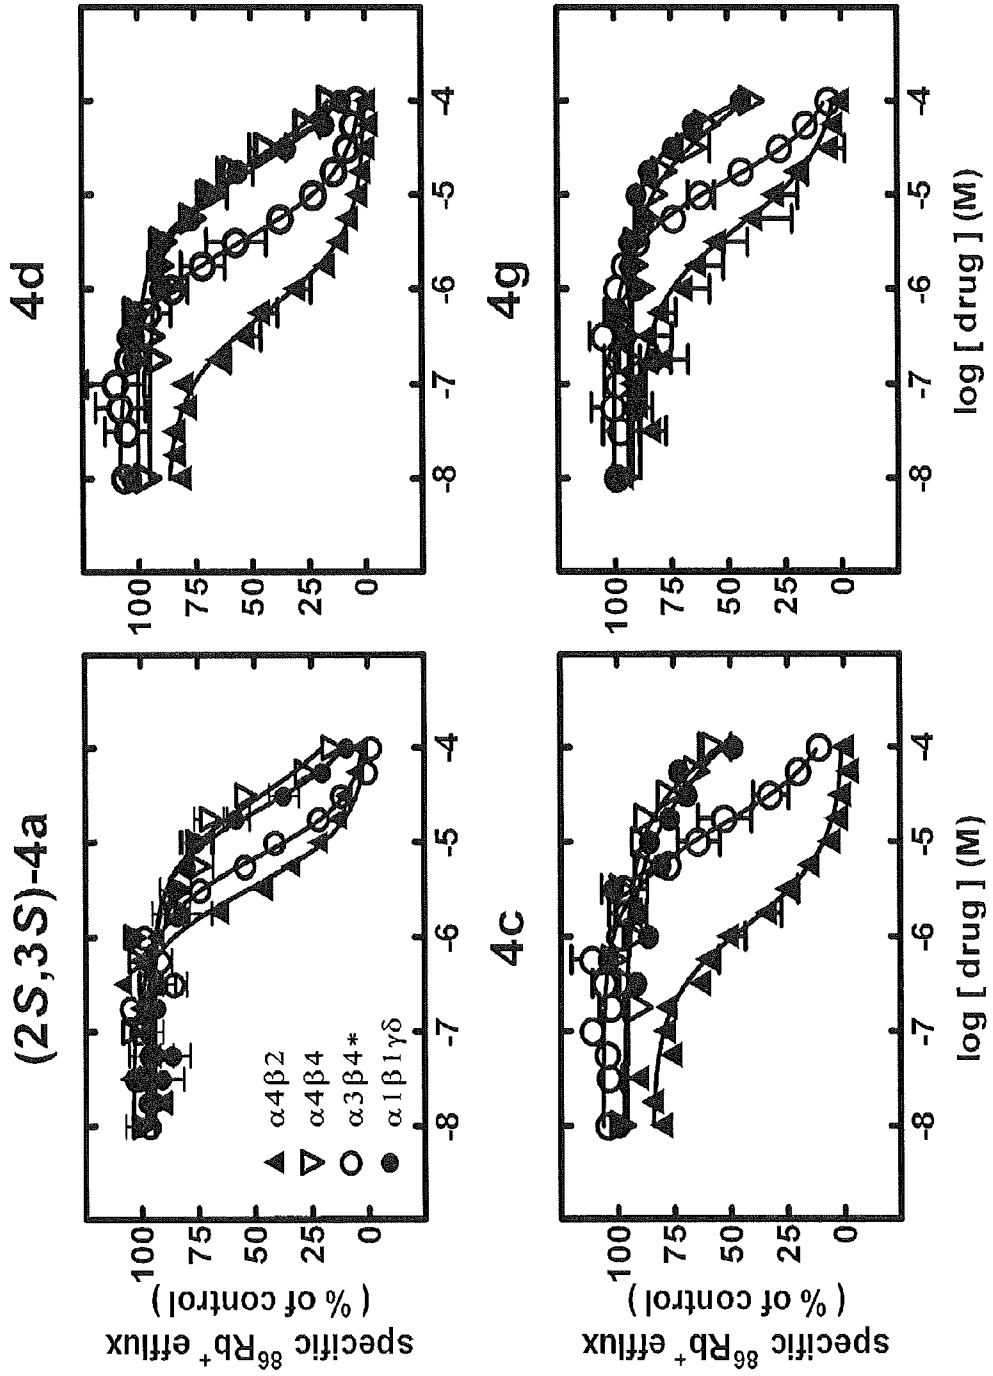 (2S,3S)-4a
specific ⁸⁶Rb⁺ efflux
( % of control )
100
75
50
25
0
-8
-7
-6
-5
-4
▲ α4β2
▽ α4β4
○ α3β4*
● α1β1γδ
4d
100
75
50
25
0
-8
-7
-6
-5
-4
4c
specific ⁸⁶Rb⁺ efflux
( % of control )
100
75
50
25
0
-8
-7
-6
-5
-4
log [ drug ] (M)
4g
100
75
50
25
0
-8
-7
-6
-5
-4
log [ drug ] (M)